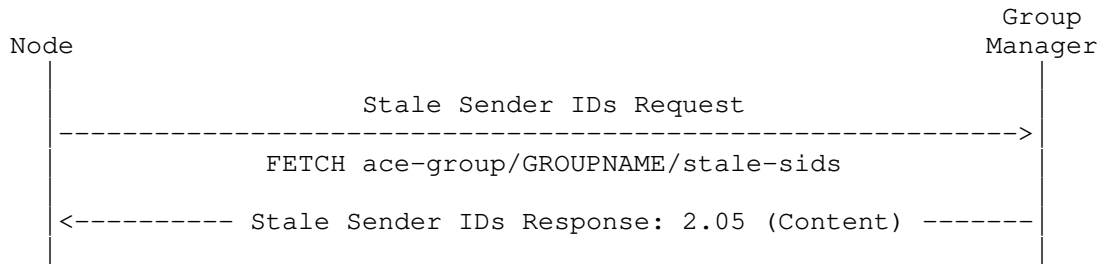 Group
Node Manager
Stale Sender IDs Request
FETCH ace-group/GROUPNAME/stale-sids
Stale Sender IDs Response: 2.05 (Content)